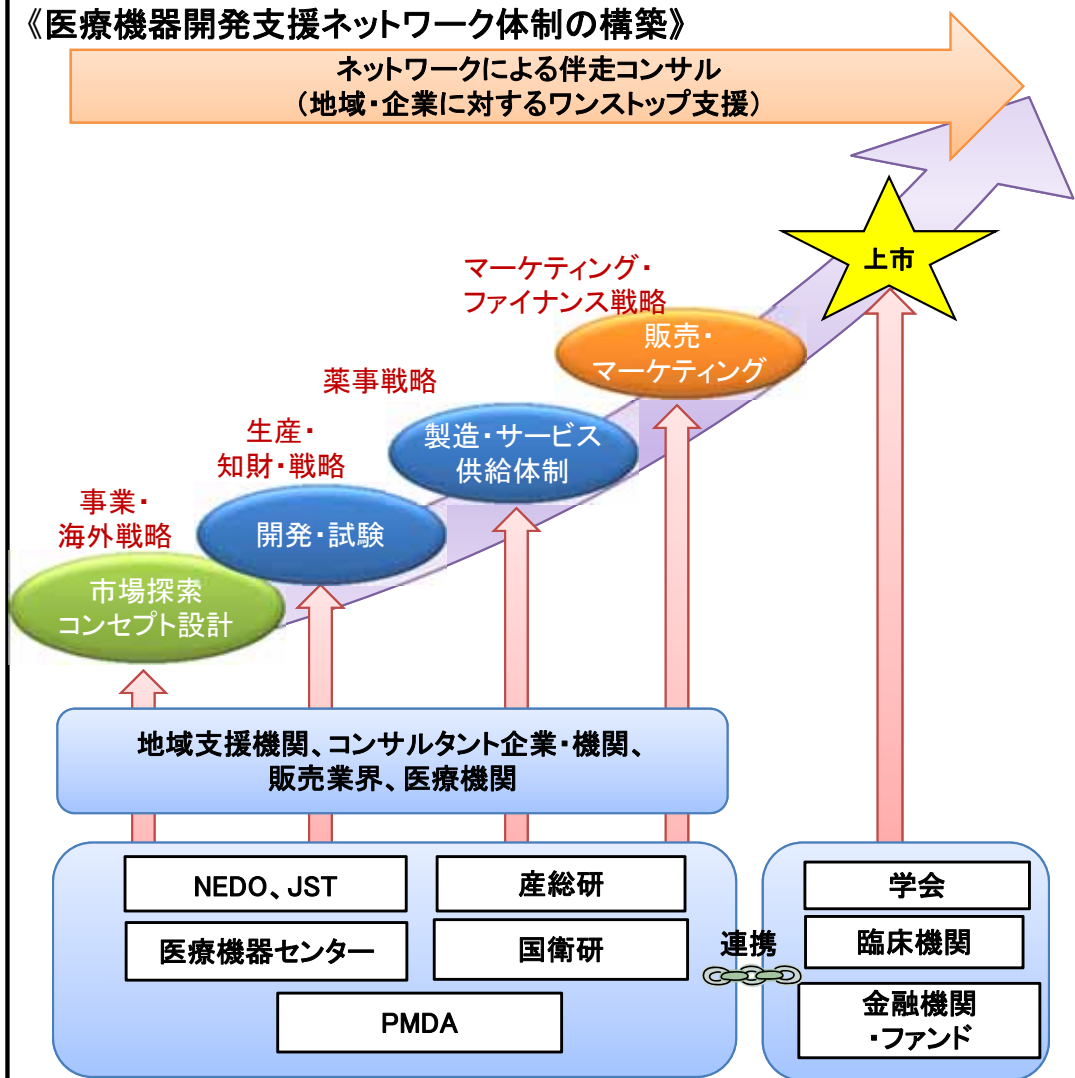 《医療機器開発支援ネットワーク体制の構築》
ネットワークによる伴走コンサル
(地域・企業に対するワンストップ支援)
上市
マーケティング・
ファイナンス戦略
販売・
マーケティング
薬事戦略
製造・サービス
供給体制
生産・
知財・戦略
開発・試験
事業・
海外戦略
市場探索
コンセプト設計
地域支援機関、コンサルタント企業・機関、
販売業界、医療機関
NEDO、JST
産総研
医療機器センター
国衛研
PMDA
連携
学会
臨床機関
金融機関
・ファンド